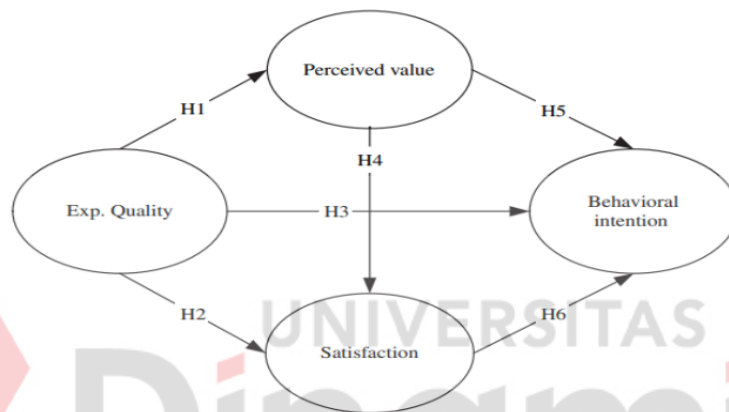 Perceived value
H1
H5
H4
Exp. Quality
H3
Behavioral
intention
H2
H6
UNIVERSITAS
Satisfaction